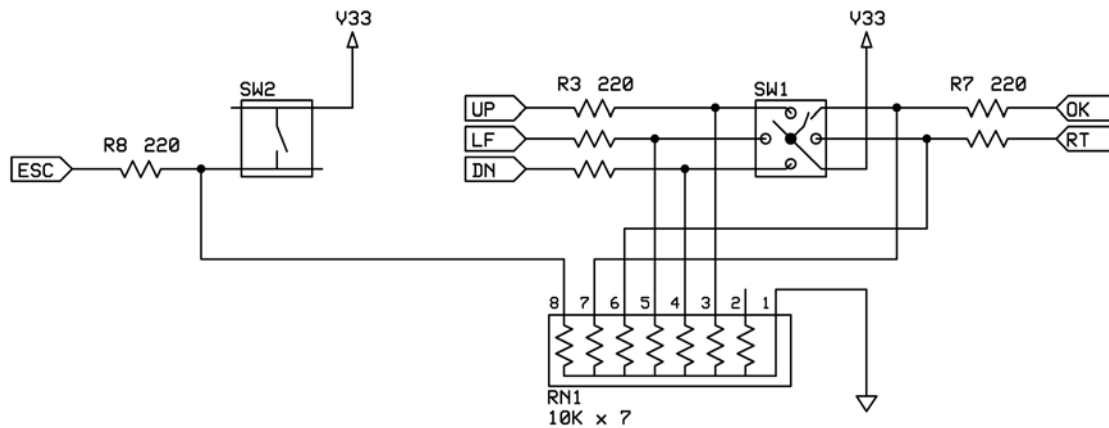 V33 V33
SW2 R3 220 SW1 R7 220
UP OK
R8 220 LF RT
ESC DN
8 7 6 5 4 3 2 1
RN1
10K x 7